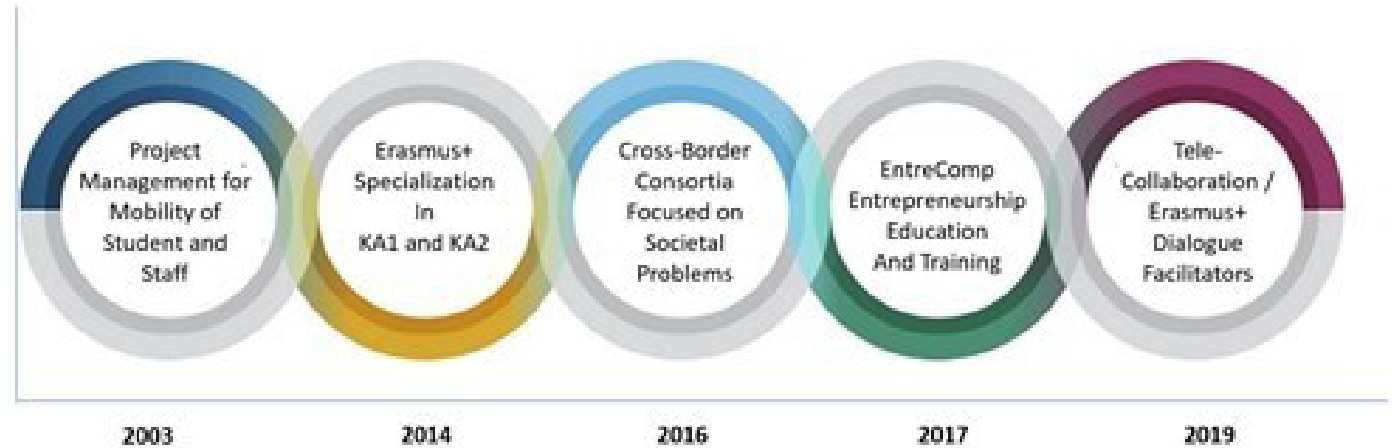 Project
Management for
Mobility of
Student and
Staff
Erasmus+
Specialization
In
KA1 and KA2
Cross-Border
Consortia
Focused on
Societal
Problems
EntreComp
Entrepreneurship
Education
And Training
Tele-
Collaboration /
Erasmus+
Dialogue
Facilitators
2003
2014
2016
2017
2019